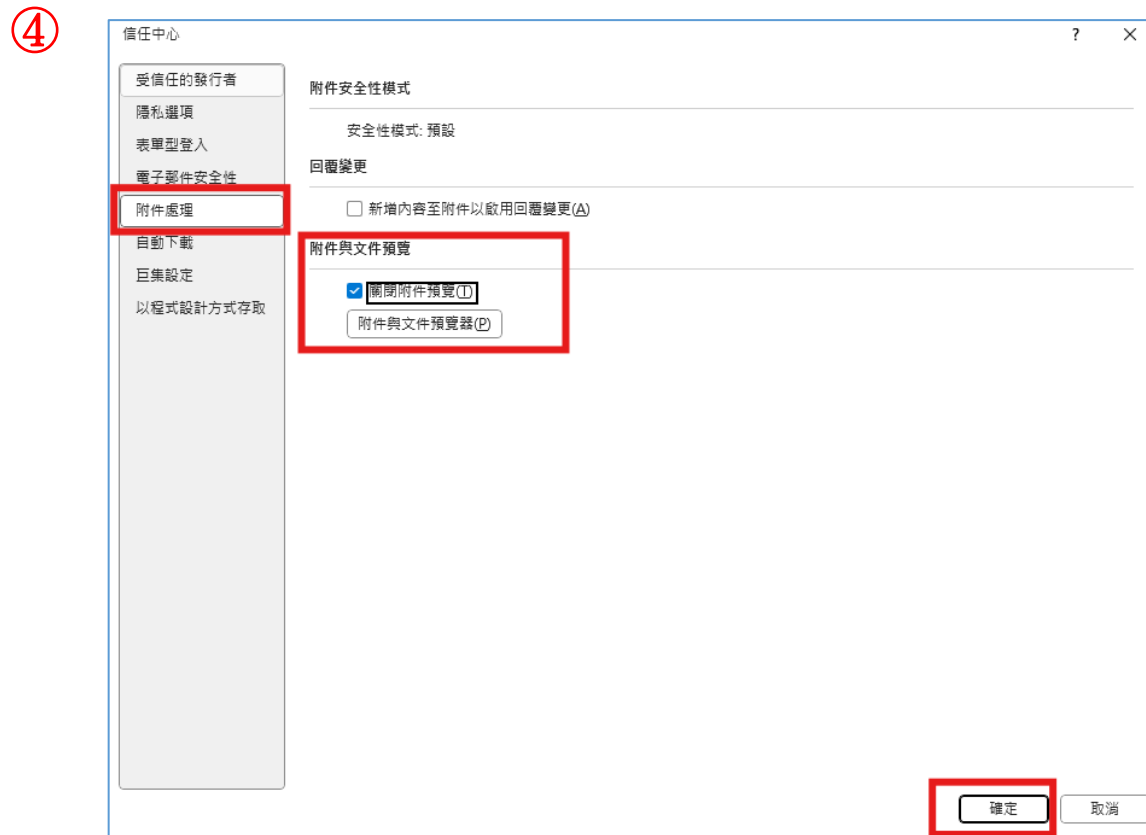 ④
信任中心 ? ×
受信任的發行者
隱私選項
表單型登入
電子郵件安全性
附件處理
自動下載
巨集設定
以程式設計方式存取
附件安全性模式
安全性模式: 預設
回覆變更
新增內容至附件以啟用回覆變更(A)
附件與文件預覽
關閉附件預覽(T)
附件與文件預覽器(P)
確定
取消